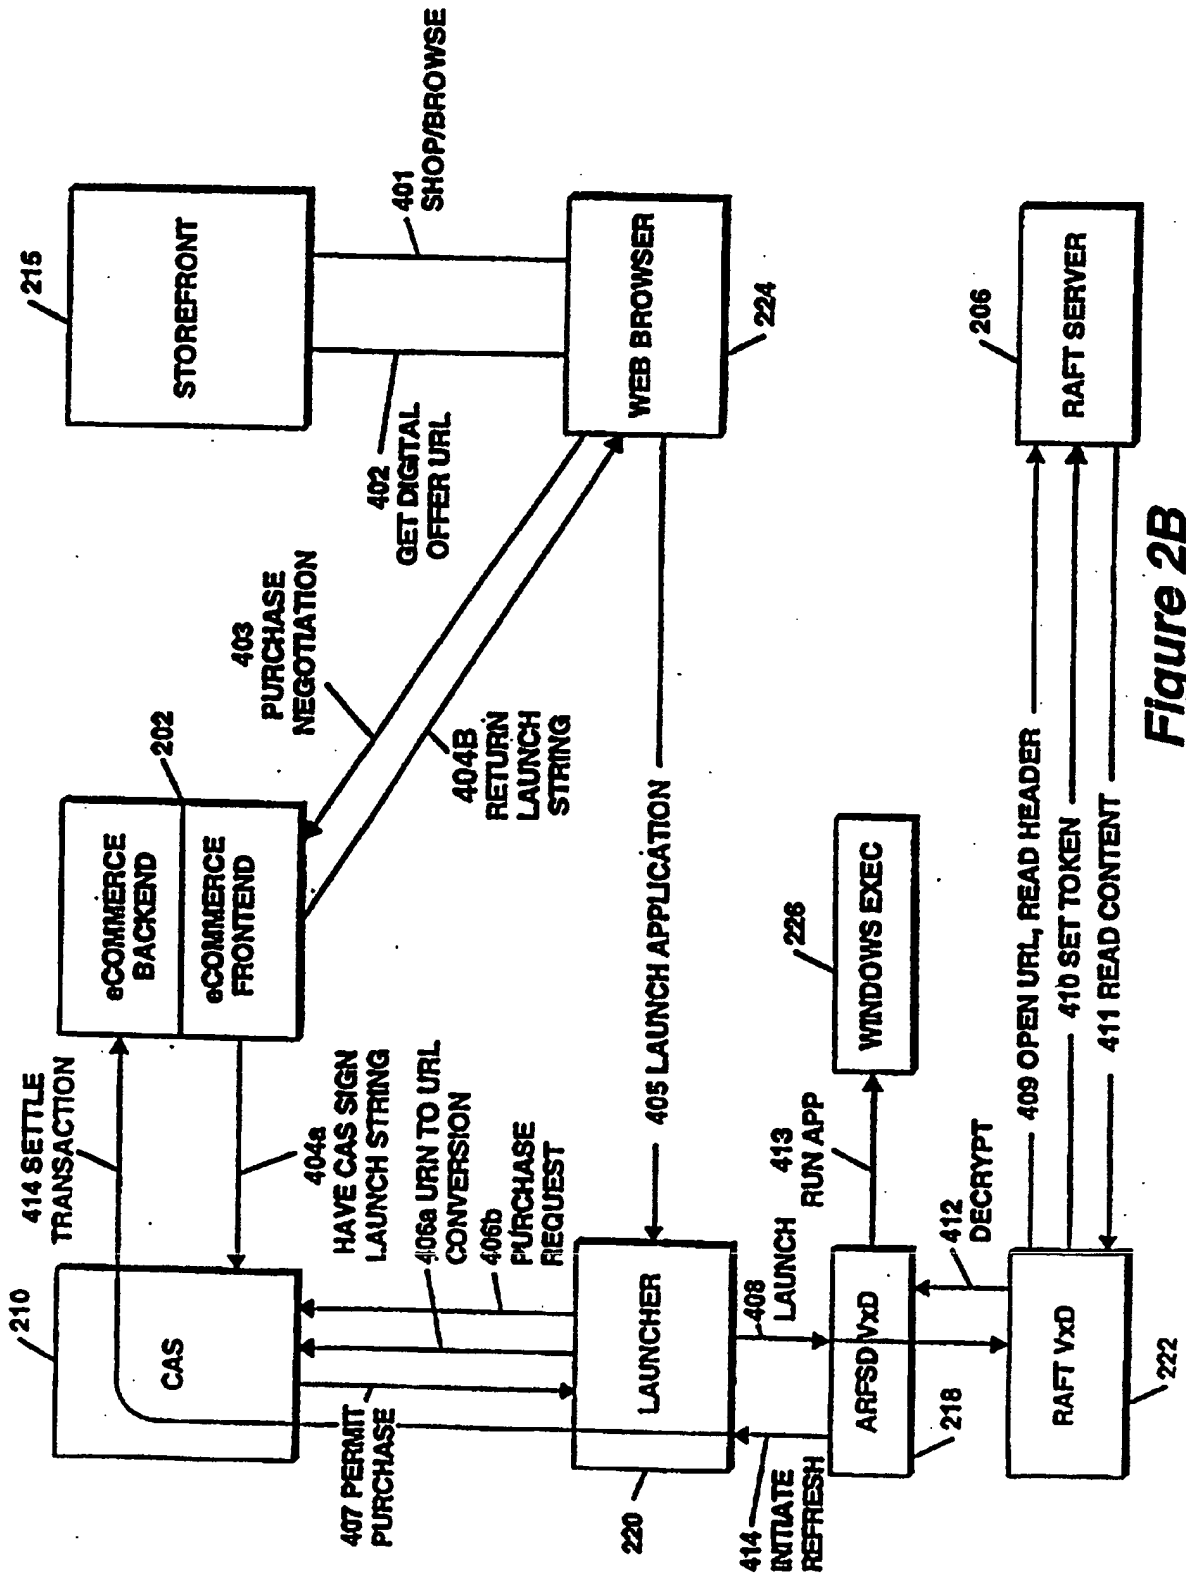 210
414 SETTLE
TRANSACTION
202
215
CAS
eCOMMERCE
BACKEND
eCOMMERCE
FRONTEND
STOREFRONT
404a
HAVE CAS SIGN
LAUNCH STRING
403
PURCHASE
NEGOTIATION
407 PERMIT
PURCHASE
406a URN TO URL
CONVERSION
406b
PURCHASE
REQUEST
404B
RETURN
LAUNCH
STRING
402
GET DIGITAL
OFFER URL
401
SHOP/BROWSE
220
LAUNCHER
405 LAUNCH APPLICATION
WEB BROWSER
224
414
INITIATE
REFRESH
408
LAUNCH
413
RUN APP
226
ARFSD VxD
WINDOWS EXEC
218
412
DECRYPT
206
RAFT VxD
409 OPEN URL, READ HEADER
410 SET TOKEN
411 READ CONTENT
RAFT SERVER
222
Figure 2B